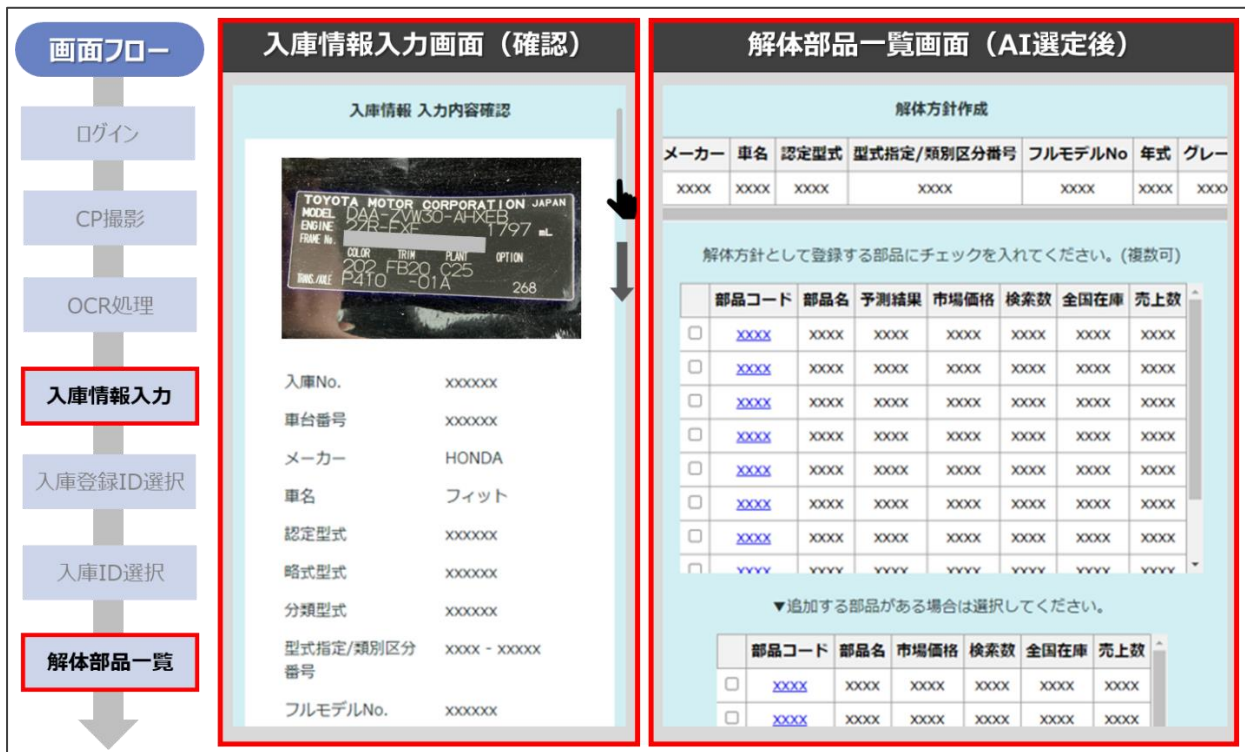 画面フロー
ログイン
CP撮影
OCR処理
入庫情報入力
入庫登録ID選択
入庫ID選択
解体部品一覧
入庫情報入力画面（確認）
入庫情報 入力内容確認
TOYOTA MOTOR CORPORATION JAPAN
MODEL DAA-ZVW30-AHXEB
ENGINE 2ZR-FXE 1797 mL
FRAME No.
COLOR TRIM PLANT OPTION
202 FB20 C25
TRANS./AXLE P410 -01A 268
入庫No. xxxxxx
車台番号 xxxxxx
メーカー HONDA
車名 フィット
認定型式 xxxxxx
略式型式 xxxxxx
分類型式 xxxxxx
型式指定/類別区分 xxxx - xxxxx
番号
フルモデルNo. xxxxxx
解体部品一覧画面（AI選定後）
解体方針作成
メーカー 車名 認定型式 型式指定/類別区分番号 フルモデルNo 年式 グレー
xxxx xxxx xxxx xxxx xxxx xxxx xxxx
解体方針として登録する部品にチェックを入れてください。(複数可)
部品コード 部品名 予測結果 市場価格 検索数 全国在庫 売上数
xxxx xxxx xxxx xxxx xxxx xxxx xxxx
xxxx xxxx xxxx xxxx xxxx xxxx xxxx
xxxx xxxx xxxx xxxx xxxx xxxx xxxx
xxxx xxxx xxxx xxxx xxxx xxxx xxxx
xxxx xxxx xxxx xxxx xxxx xxxx xxxx
xxxx xxxx xxxx xxxx xxxx xxxx xxxx
xxxx xxxx xxxx xxxx xxxx xxxx xxxx
xxxx xxxx xxxx xxxx xxxx xxxx xxxx
▼追加する部品がある場合は選択してください。
部品コード 部品名 市場価格 検索数 全国在庫 売上数
xxxx xxxx xxxx xxxx xxxx xxxx
xxxx xxxx xxxx xxxx xxxx xxxx